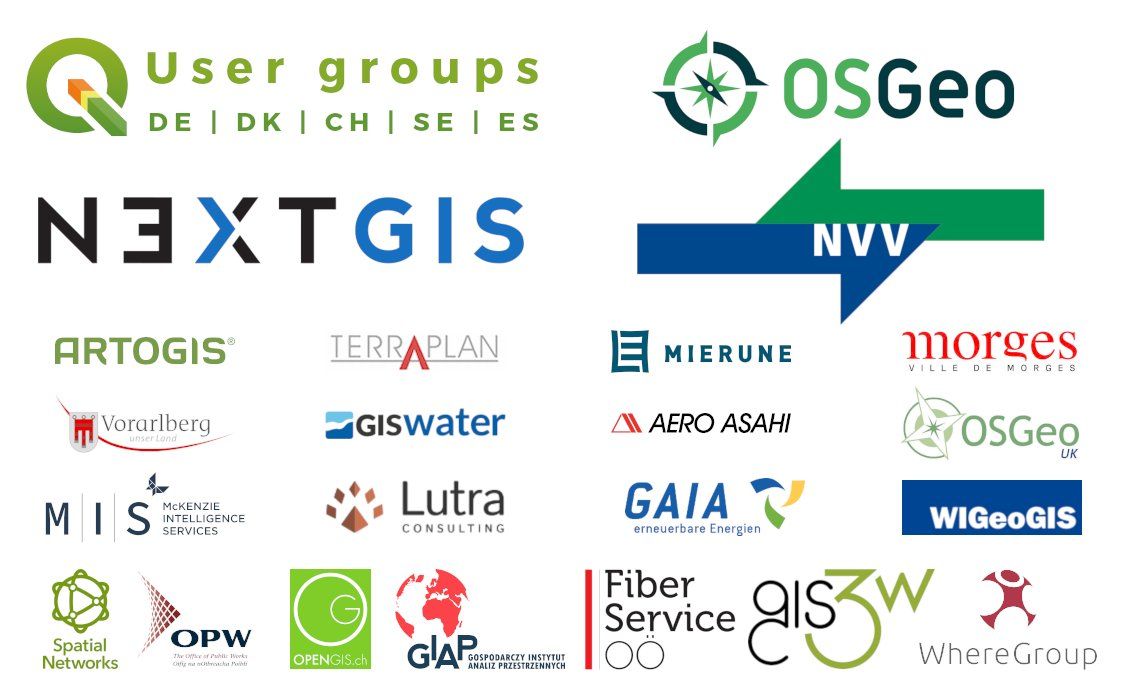 User groups
DE | DK | CH | SE | ES
OSGeo
NEXTGIS
NVV
ARTOGIS®
TERRAPLAN
MIERUNE
morges
VILLE DE MORGES
Vorarlberg
unser Land
GISwater
AERO ASAHI
OSGeo
UK
M | I | S
McKENZIE
INTELLIGENCE
SERVICES
Lutra
CONSULTING
GAIA
erneuerbare Energien
WIGeoGIS
Spatial
Networks
OPW
The Office of Public Works
Oifig na nOibreacha Poiblí
G
OPENGIS.ch
GIAP
GOSPODARCZY INSTYTUT
ANALIZ PRZESTRZENNYCH
Fiber
Service
OÖ
gis3w
WhereGroup